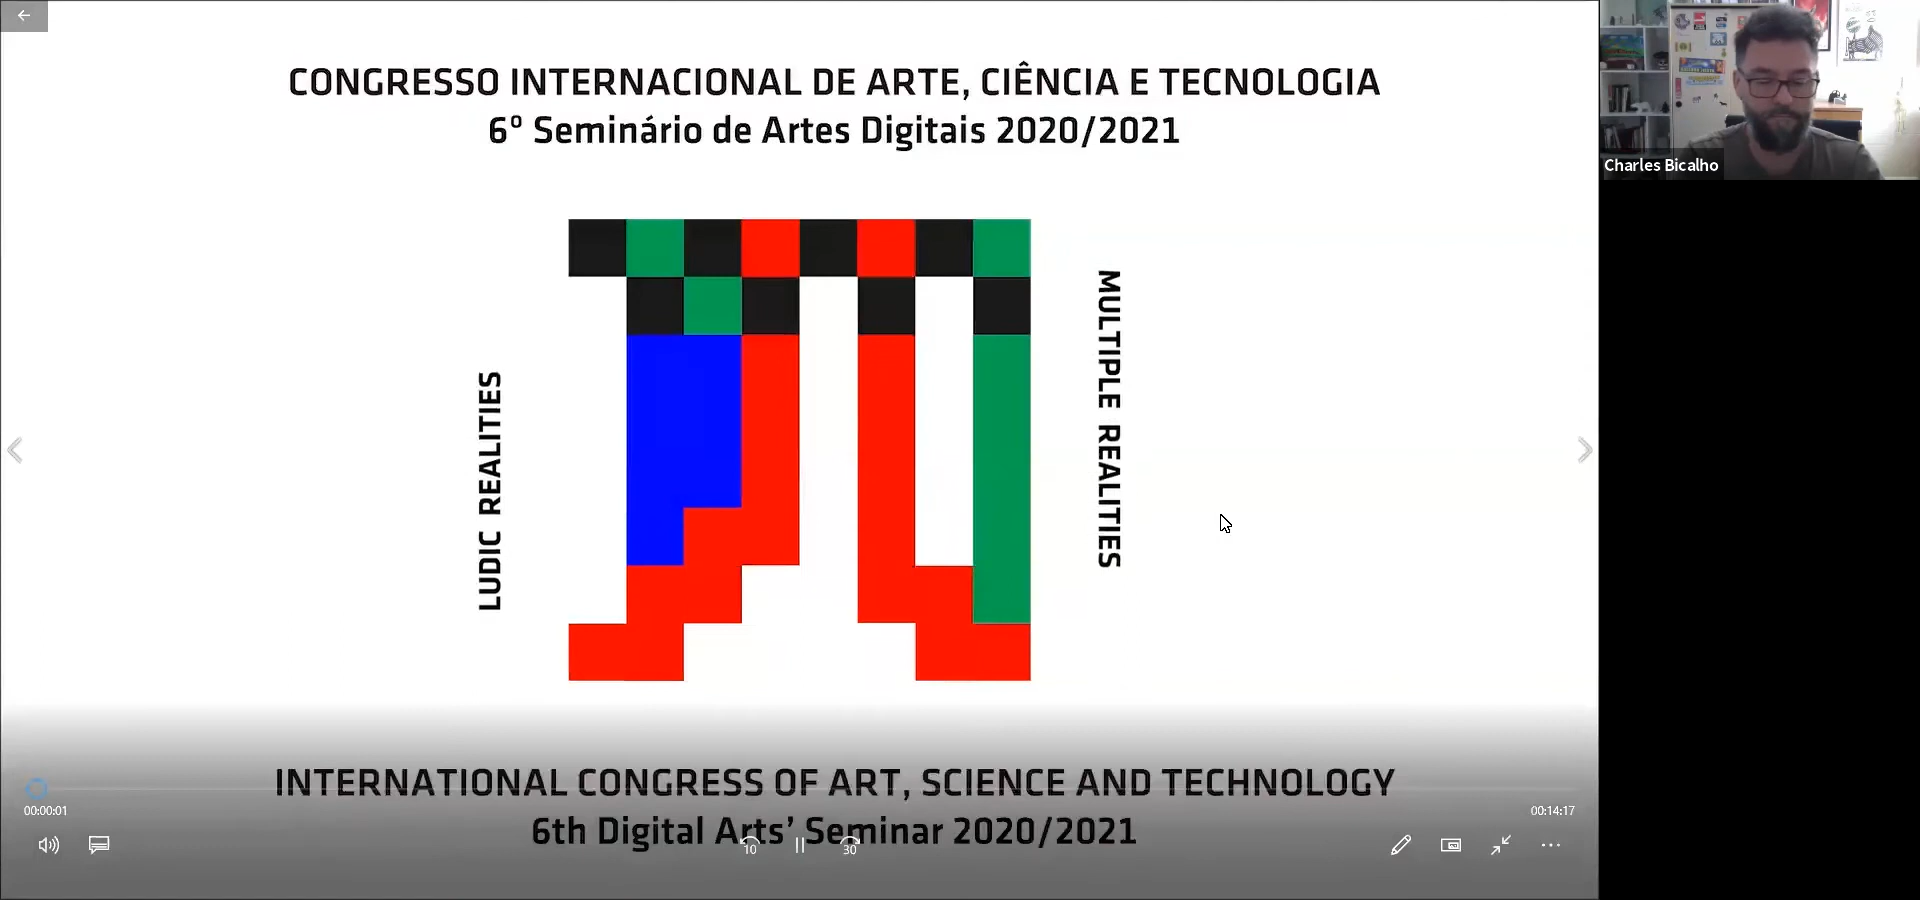 CONGRESSO INTERNACIONAL DE ARTE, CIÊNCIA E TECNOLOGIA
6º Seminário de Artes Digitais 2020/2021
LUDIC REALITIES
MULTIPLE REALITIES
INTERNATIONAL CONGRESS OF ART, SCIENCE AND TECHNOLOGY
6th Digital Arts’ Seminar 2020/2021
00:00:01
00:14:17
10
30
Charles Bicalho